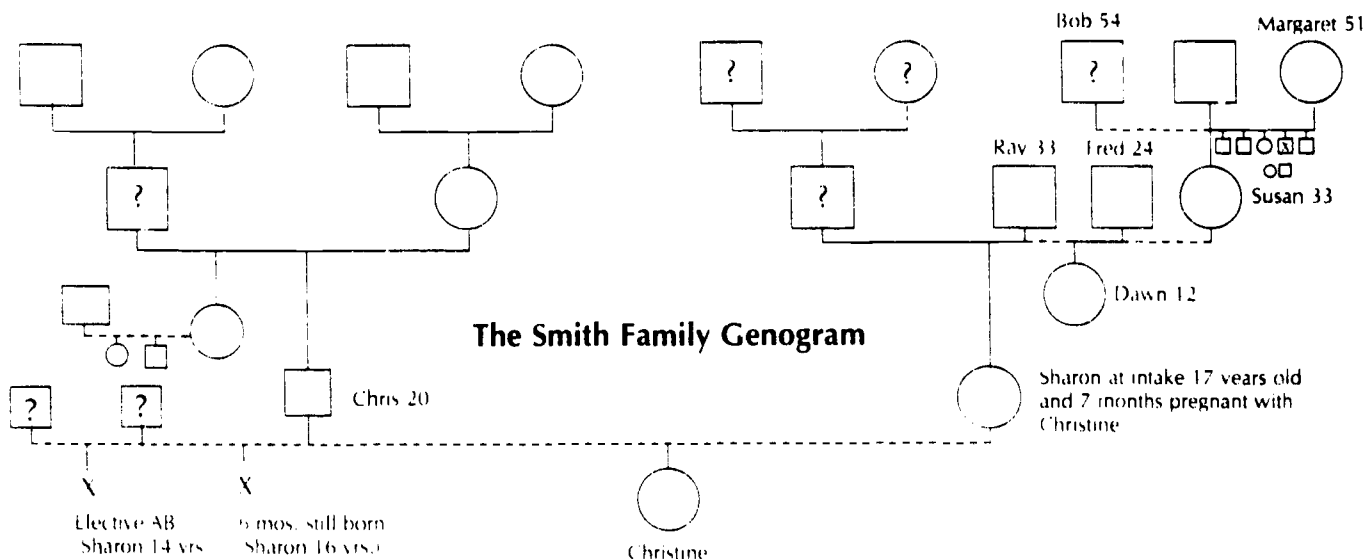 Bob 54
Margaret 51
?
?
?
Ray 33
Fred 24
?
?
X
Susan 33
Dawn 12
The Smith Family Genogram
?
?
Chris 20
Sharon at intake 17 years old
and 7 months pregnant with
Christine
X
X
Elective AB
Sharon 14 yrs
6 mos. still born
Sharon 16 yrs.)
Christine